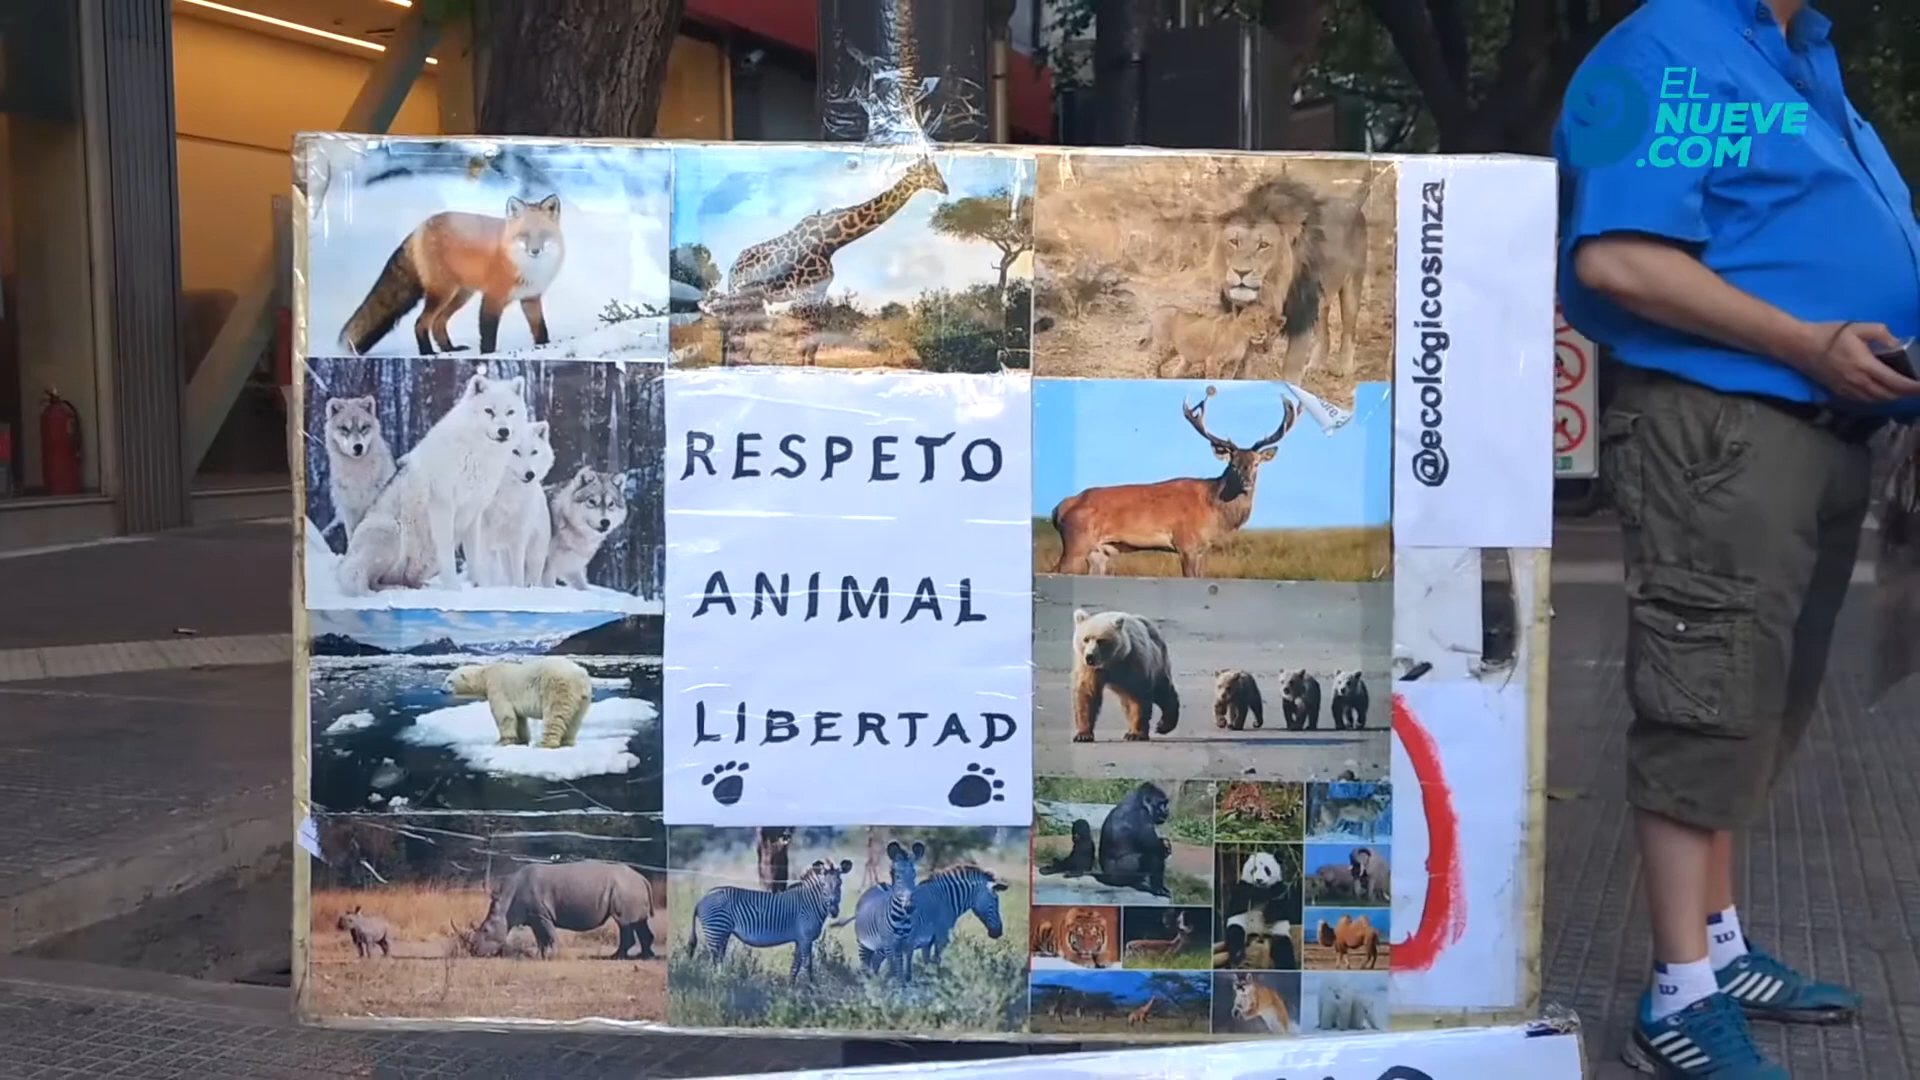 EL
NUEVE
.COM
@ecológicosmza
RESPETO
ANIMAL
LIBERTAD